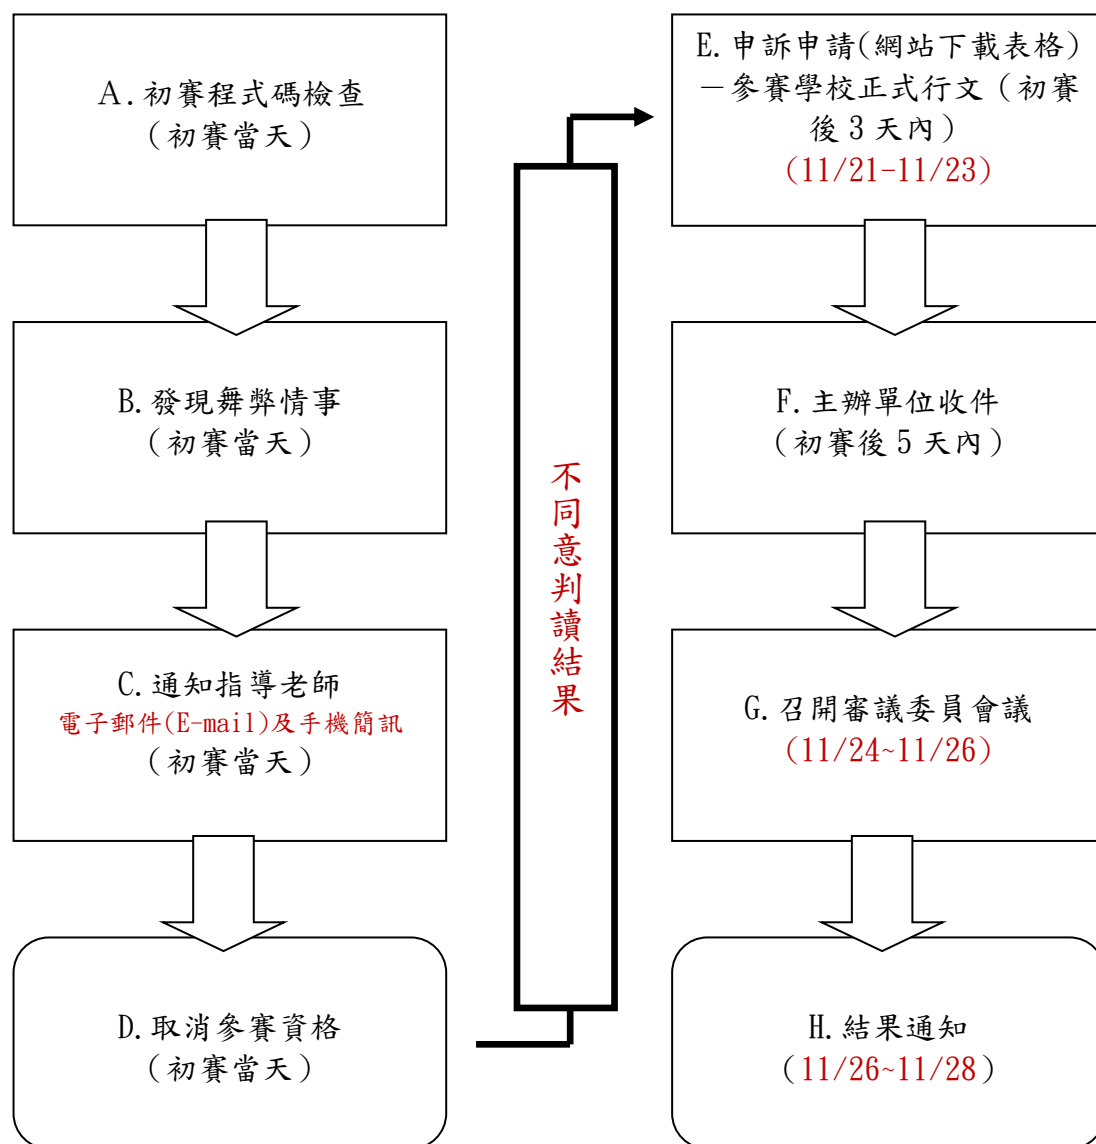 A.初賽程式碼檢查
(初賽當天)
B.發現舞弊情事
(初賽當天)
C.通知指導老師
電子郵件(E-mail)及手機簡訊
(初賽當天)
D.取消參賽資格
(初賽當天)
不同意判讀結果
E.申訴申請(網站下載表格)
－參賽學校正式行文（初賽
後 3 天內）
(11/21-11/23)
F.主辦單位收件
（初賽後 5 天內）
G.召開審議委員會議
(11/24~11/26)
H.結果通知
（11/26~11/28）